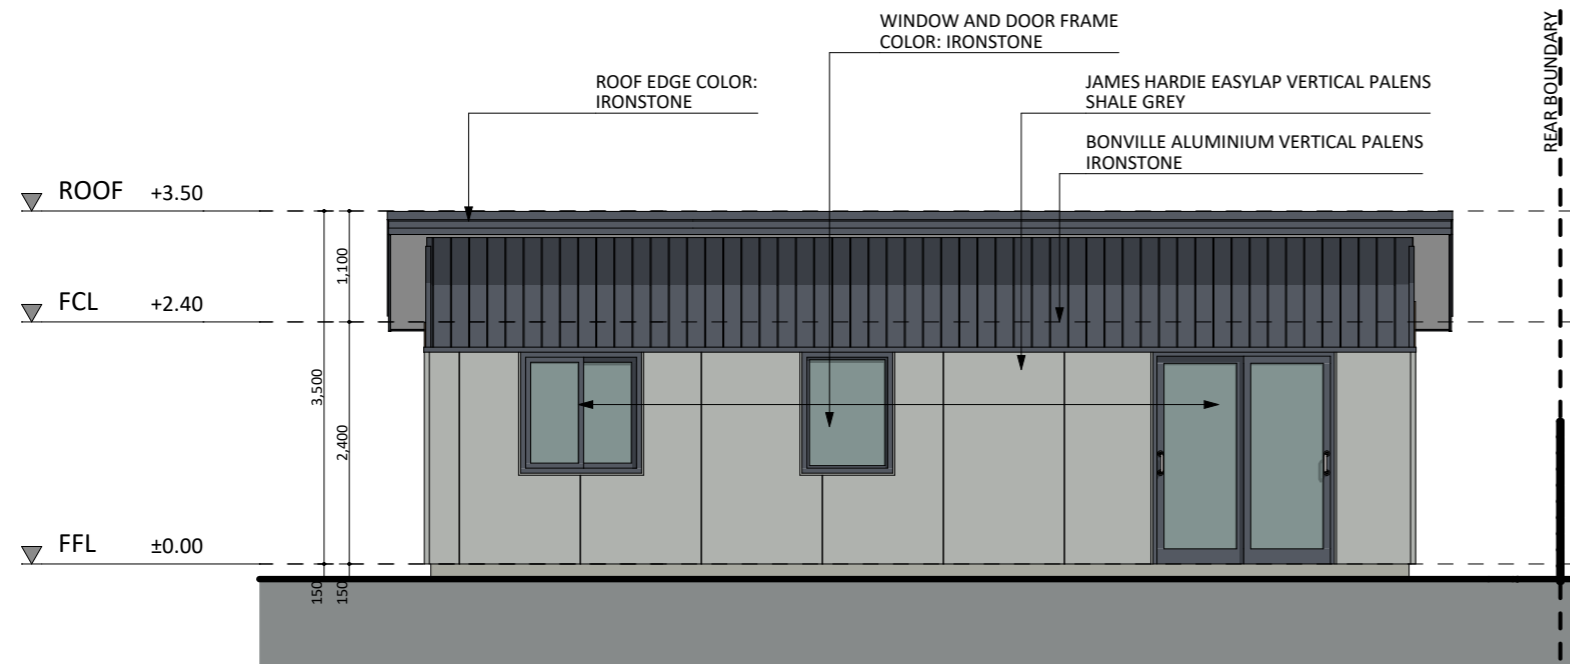 WINDOW AND DOOR FRAME
COLOR: IRONSTONE
REAR BOUNDARY
ROOF EDGE COLOR:
IRONSTONE
JAMES HARDIE EASYLAP VERTICAL PALENS
SHALE GREY
BONVILLE ALUMINIUM VERTICAL PALENS
IRONSTONE
ROOF +3.50
1,100
FCL +2.40
3,500
2,400
FFL ±0.00
150
150